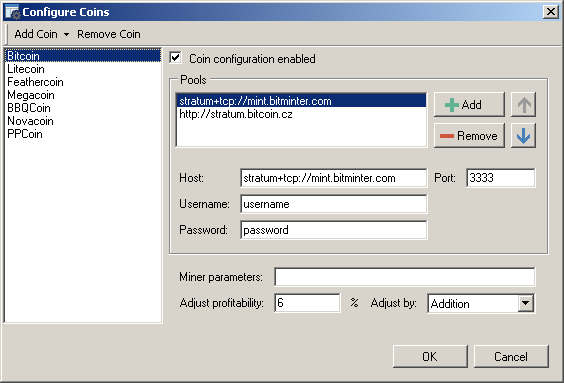 Configure Coins
Add Coin Remove Coin
Bitcoin
Litecoin
Feathercoin
Megacoin
BBQCoin
Novacoin
PPCoin
Coin configuration enabled
Pools
stratum+tcp://mint.bitminter.com
http://stratum.bitcoin.cz
Add
Remove
Host: stratum+tcp://mint.bitminter.com Port: 3333
Username: username
Password: password
Miner parameters:
Adjust profitability: 6 % Adjust by: Addition
OK Cancel